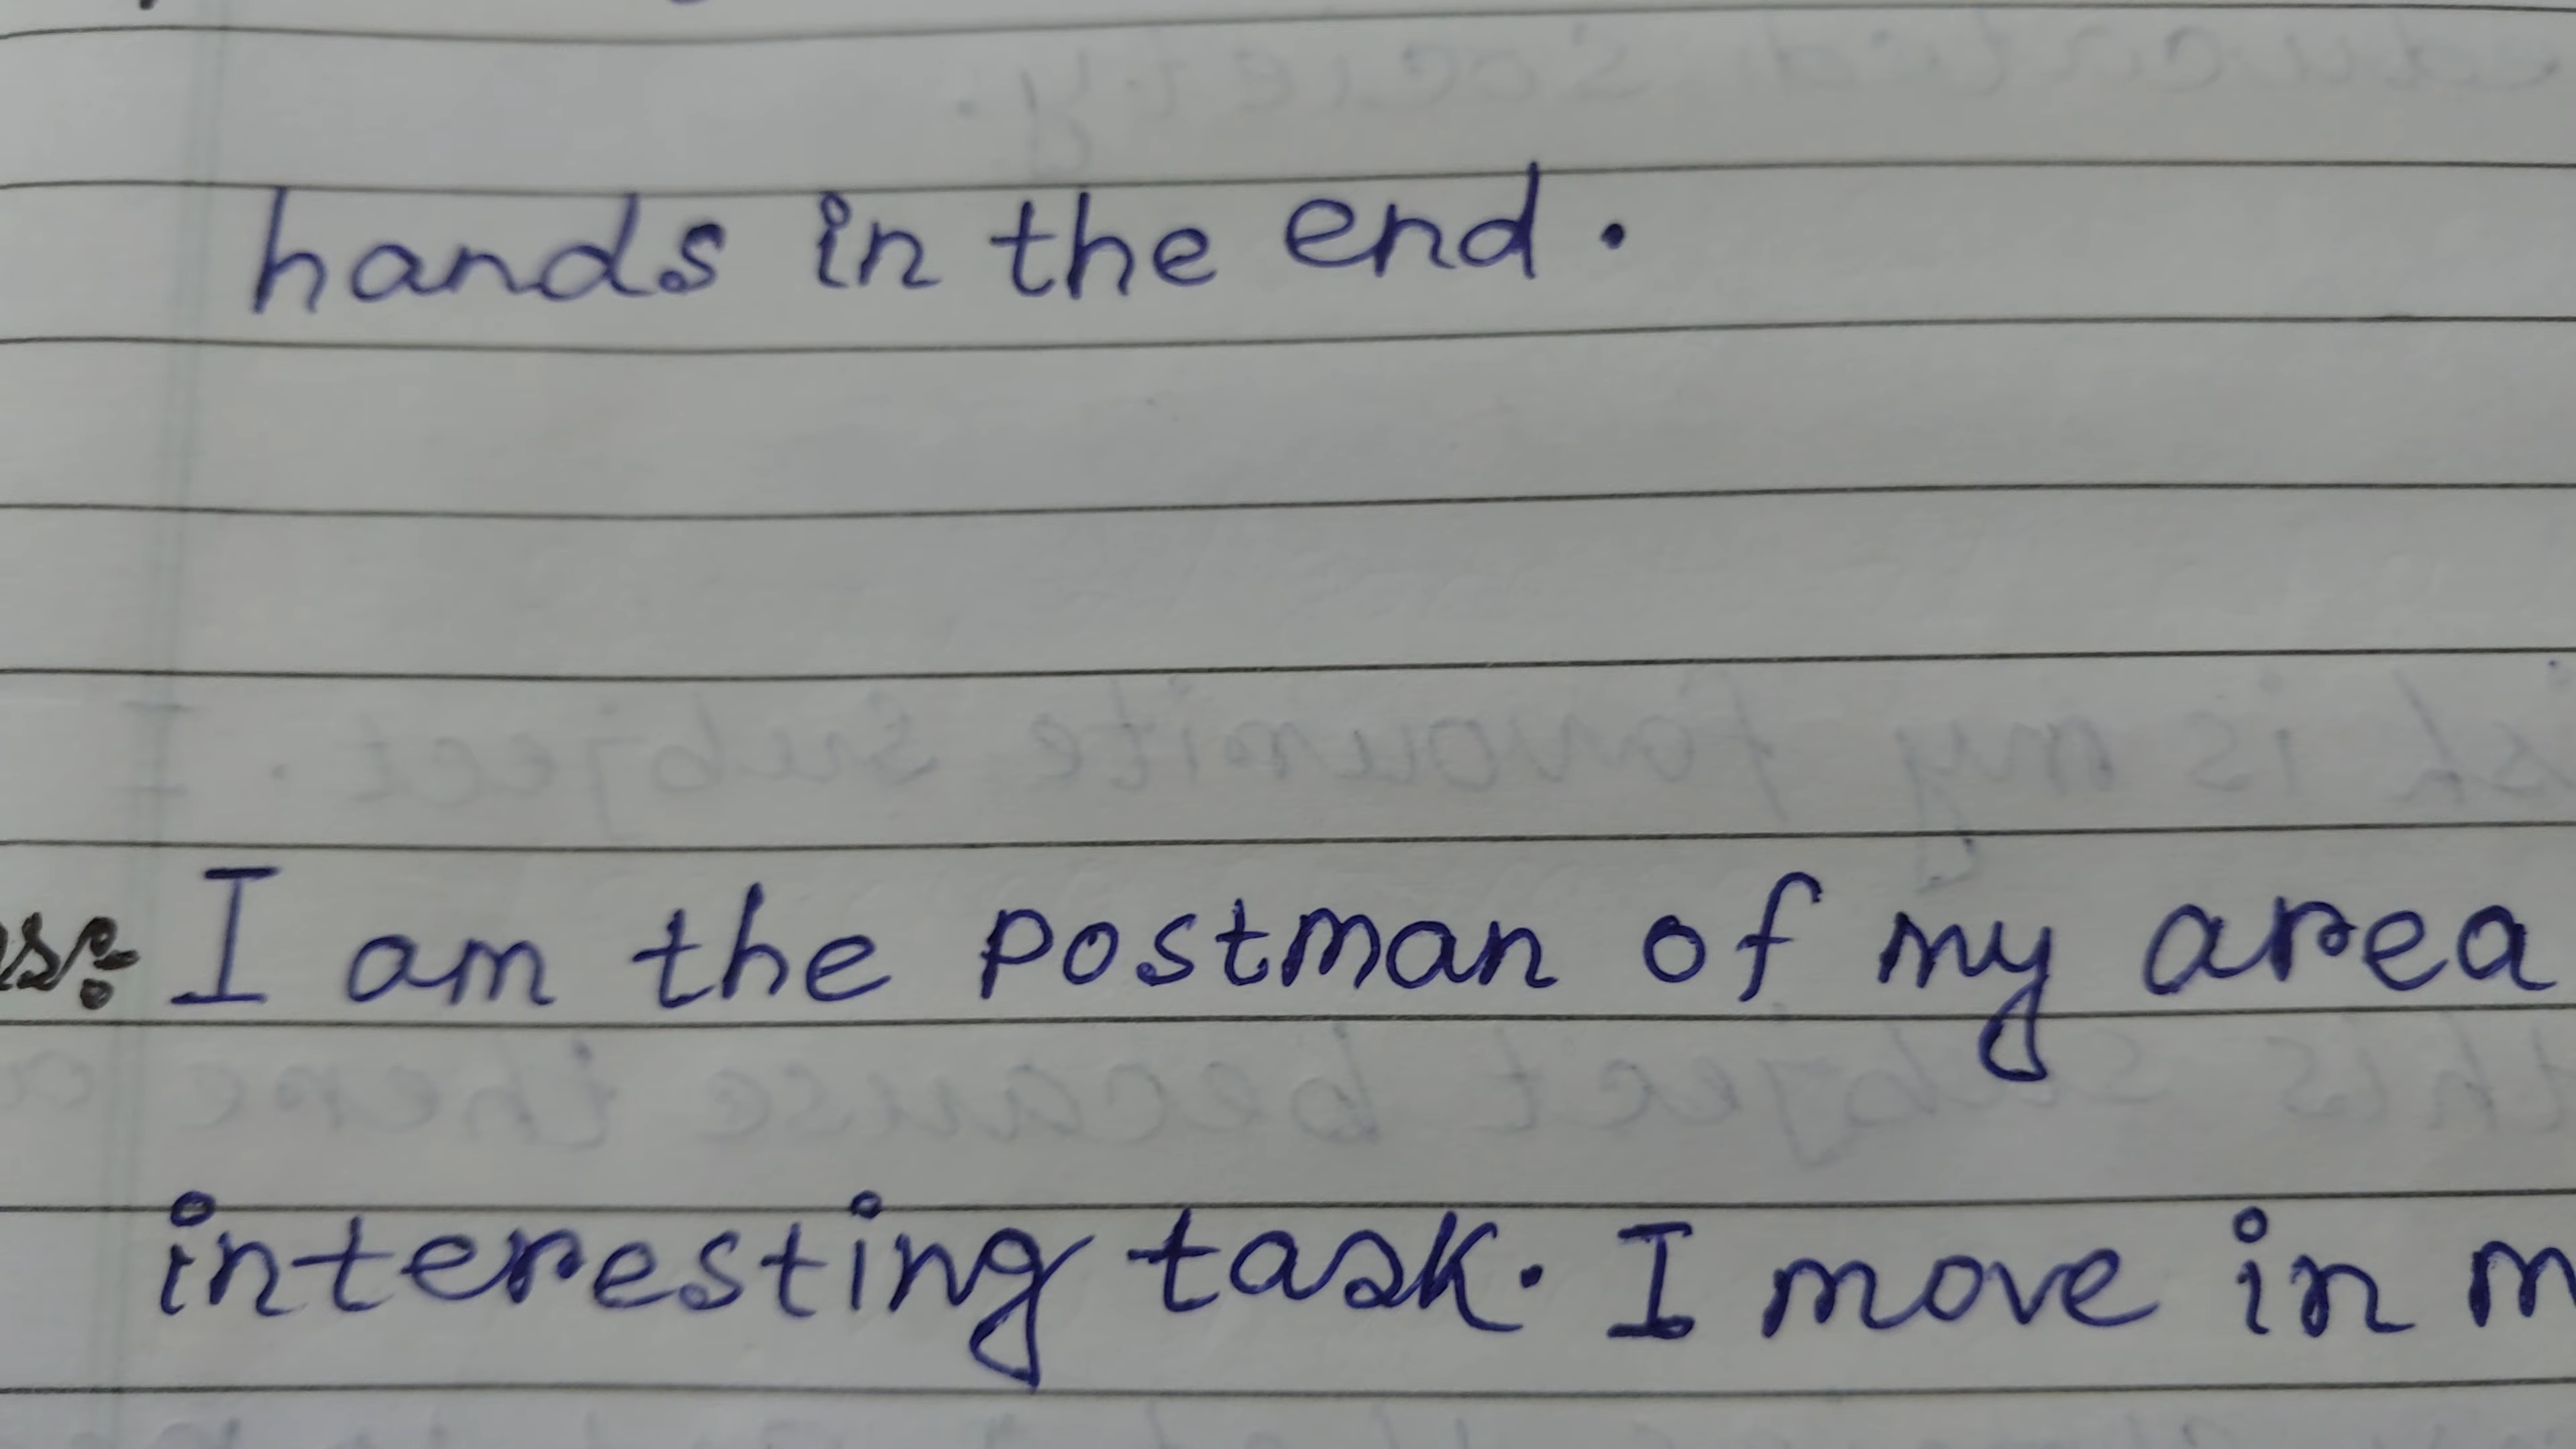 hands in the end.
I am the postman of my area
interesting task. I move in